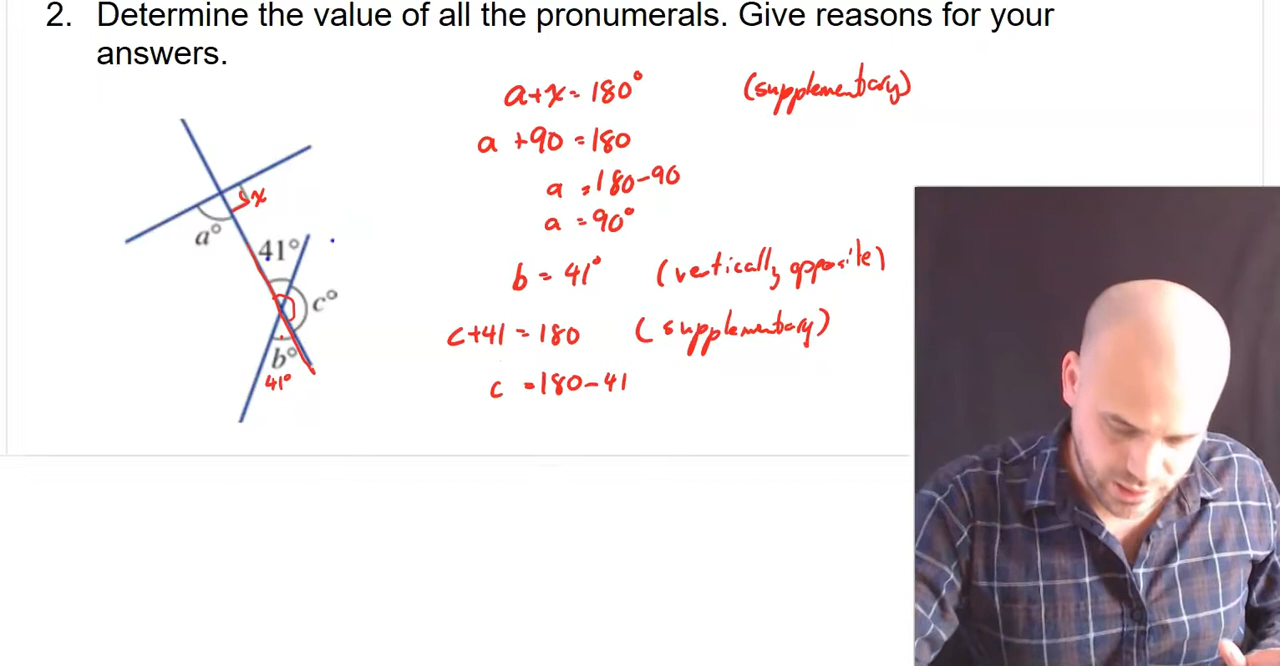 2. Determine the value of all the pronumerals. Give reasons for your
answers.
a+x=180° (supplementary)
a +90 =180
a =180-90
a =90°
b = 41° (vertically opposite)
c+41 =180 (supplementary)
c =180-41
x
a°
41°
c°
b°
41°